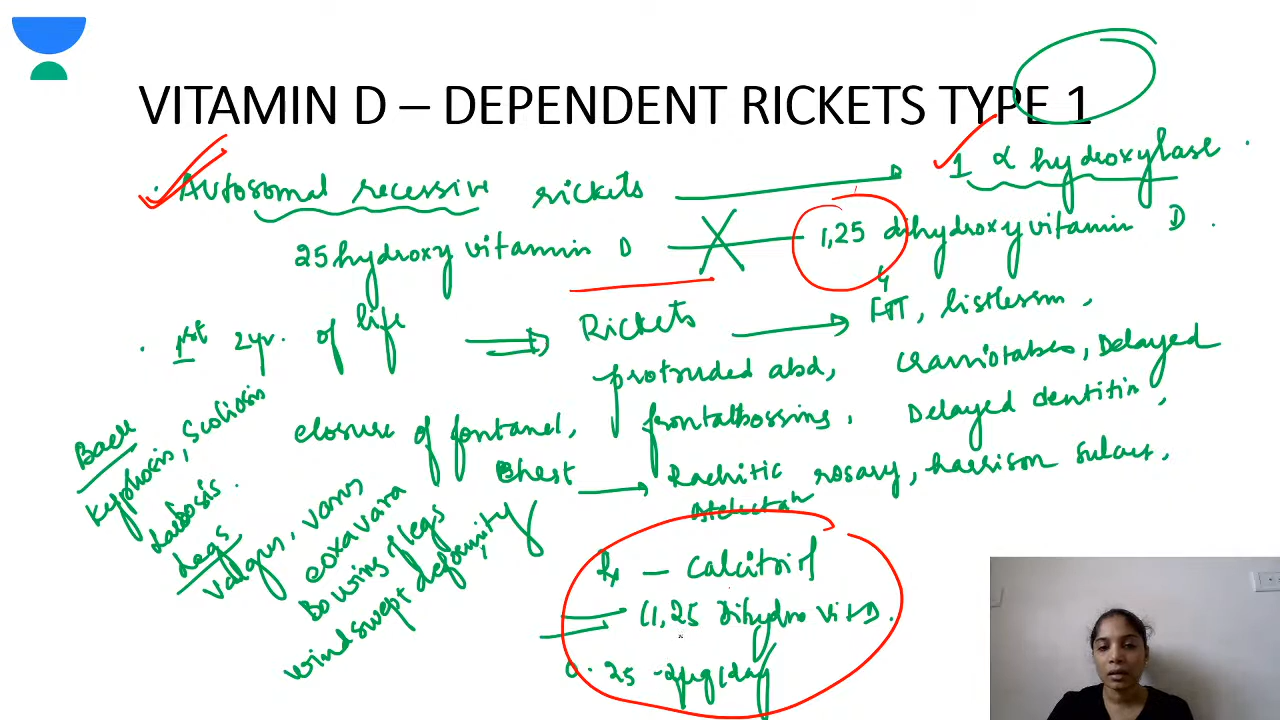 VITAMIN D – DEPENDENT RICKETS TYPE 1
Autosomal recessive rickets 1 α hydroxylase.
25 hydroxy vitamin D 1,25 dihydroxy vitamin D.
1st 2yr. of life Rickets FTT, listlessm,
protruded abd, craniotabes, Delayed
closure of fontanel, frontalbossing, Delayed dentition,
Chest Rachitic rosary, harrison sulcus,
Atelectan
Back
Kyphosis, Scoliosis
Lordosis.
Legs
Valgus, varus
coxavara
Bowing of legs
windswept deformity
Rx – Calcitriol
(1,25 Dihydro Vit D.
0.25 - 2μg/day